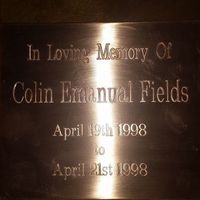 In Loving Memory Of
Colin Emanual Fields
April 19th 1998
to
April 21st 1998